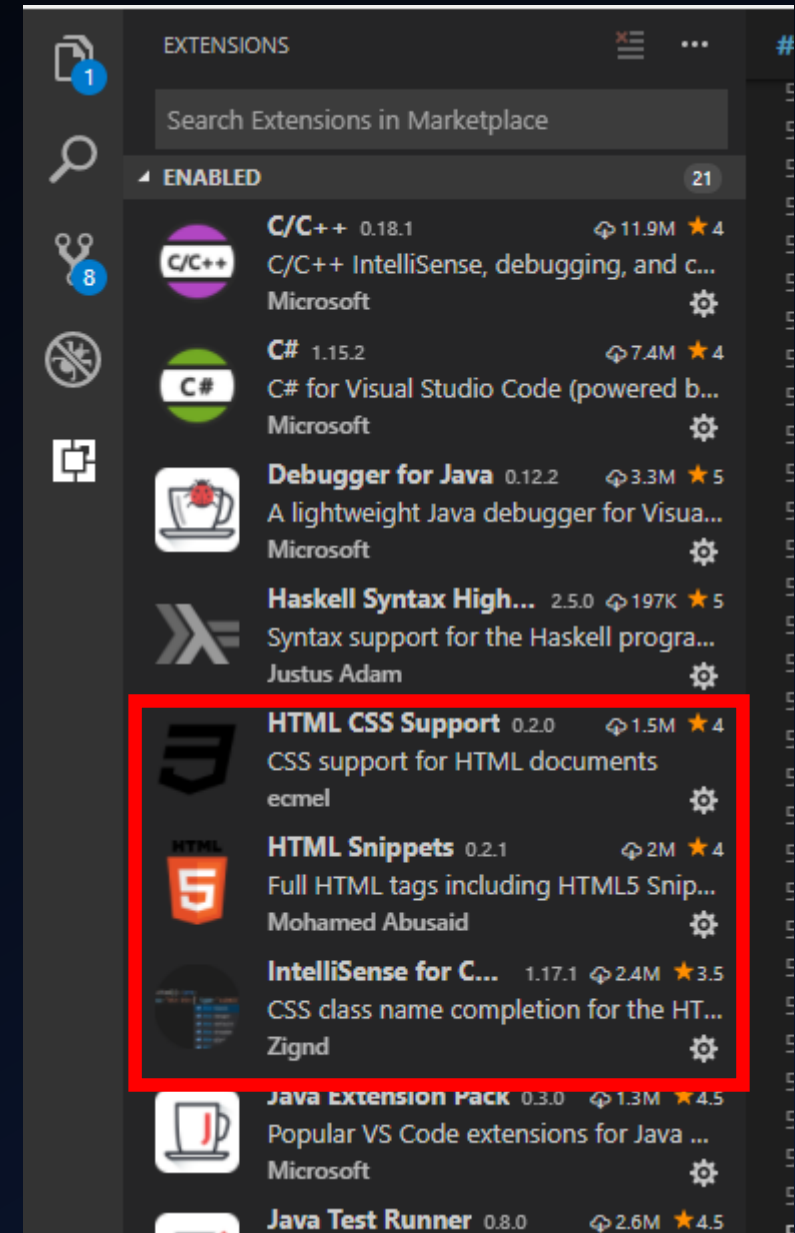 EXTENSIONS
#
1
Search Extensions in Marketplace
ENABLED 21
C/C++ 0.18.1 11.9M 4
C/C++
C/C++ IntelliSense, debugging, and c...
Microsoft
8
C# 1.15.2 7.4M 4
C#
C# for Visual Studio Code (powered b...
Microsoft
Debugger for Java 0.12.2 3.3M 5
A lightweight Java debugger for Visua...
Microsoft
Haskell Syntax High... 2.5.0 197K 5
Syntax support for the Haskell progra...
Justus Adam
HTML CSS Support 0.2.0 1.5M 4
CSS support for HTML documents
ecmel
HTML Snippets 0.2.1 2M 4
HTML
5
Full HTML tags including HTML5 Snip...
Mohamed Abusaid
IntelliSense for C... 1.17.1 2.4M 3.5
CSS class name completion for the HT...
Zignd
Java Extension Pack 0.3.0 1.3M 4.5
J
Popular VS Code extensions for Java ...
Microsoft
Java Test Runner 0.8.0 2.6M 4.5